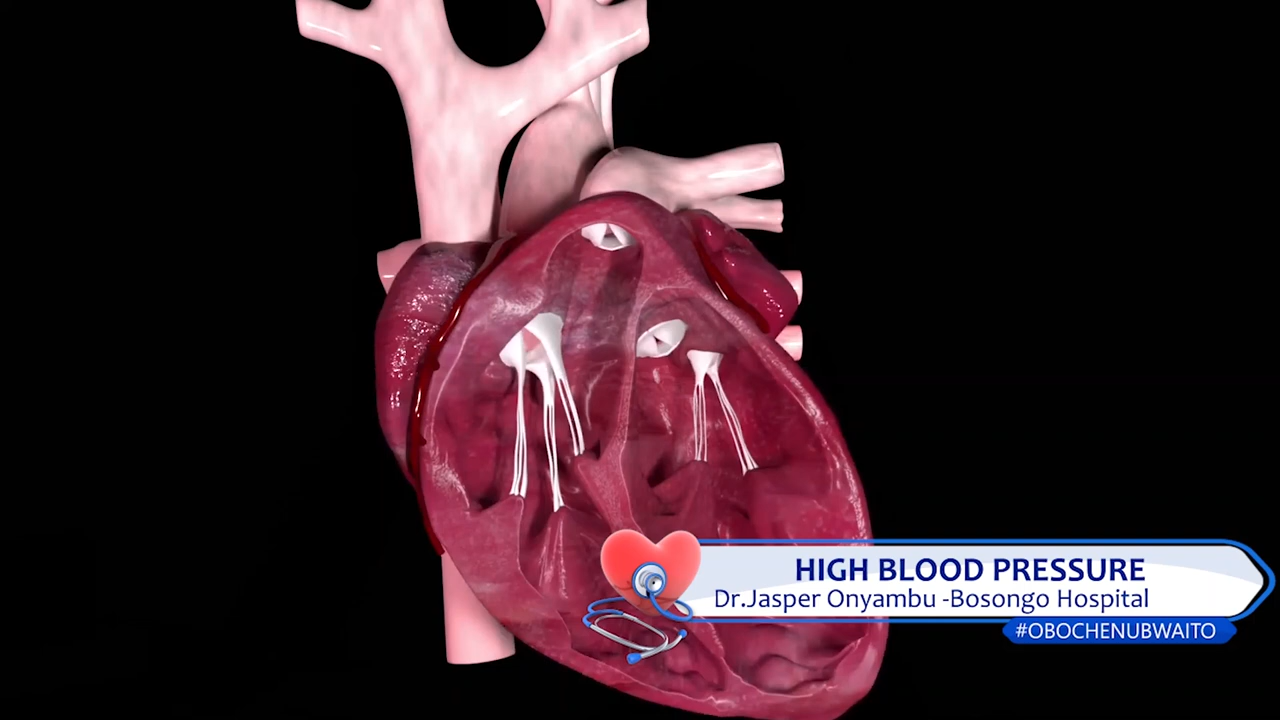 HIGH BLOOD PRESSURE
Dr.Jasper Onyambu -Bosongo Hospital
#OBOCHENUBWAITO